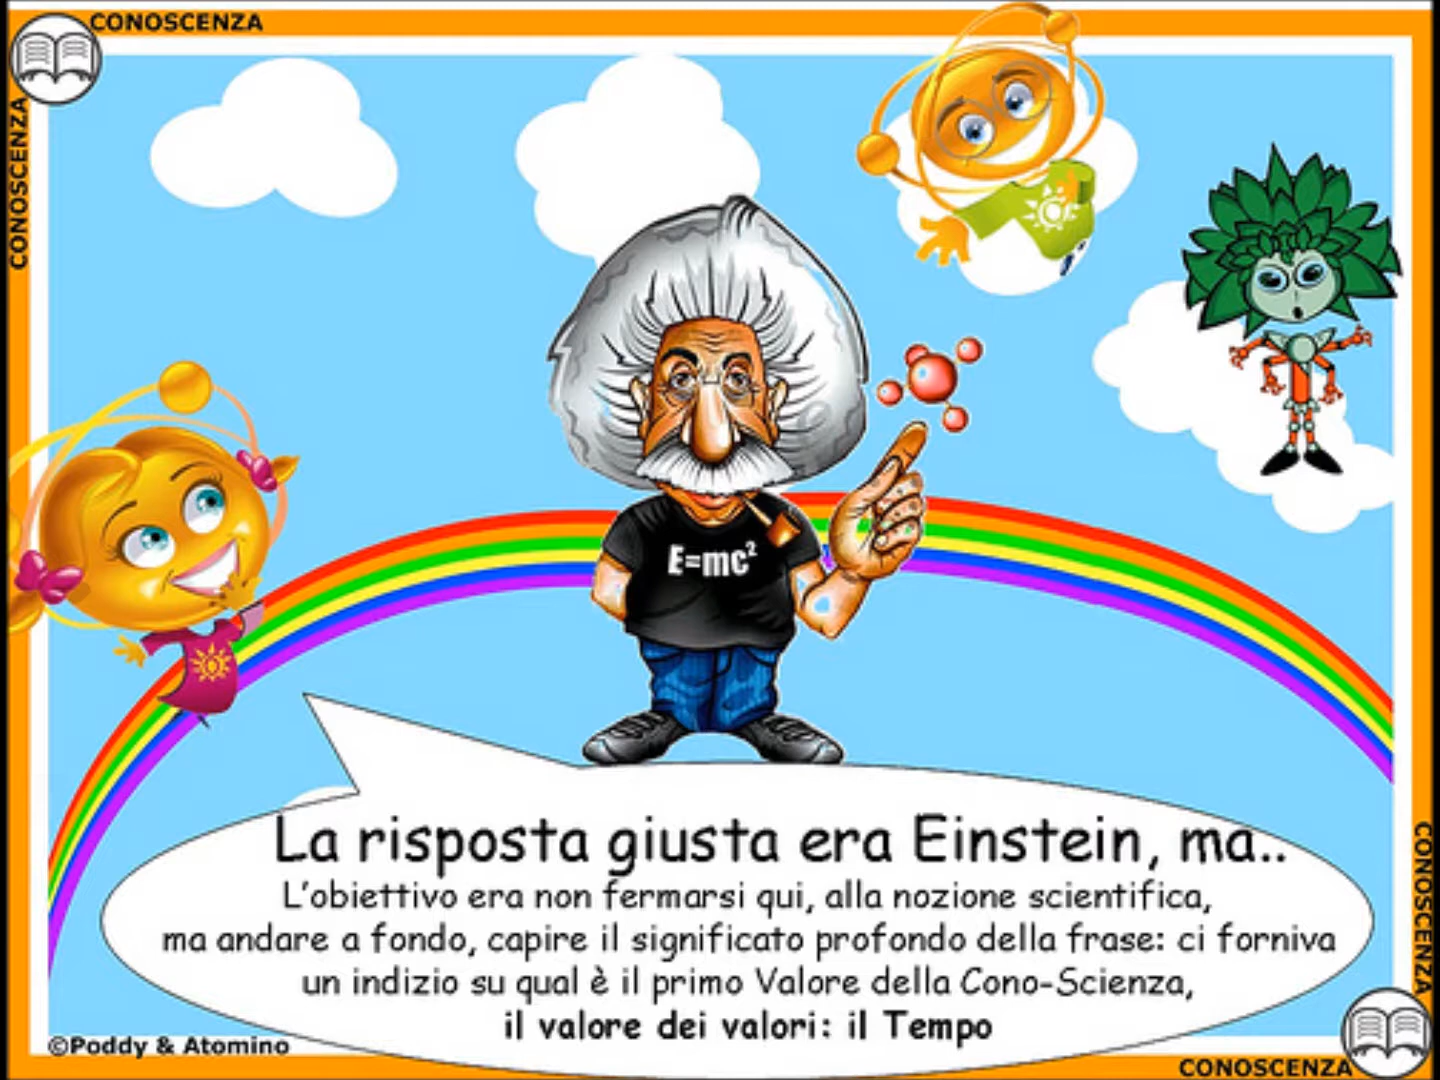 CONOSCENZA
CONOSCENZA
E=mc²
La risposta giusta era Einstein, ma..
L'obiettivo era non fermarsi qui, alla nozione scientifica,
ma andare a fondo, capire il significato profondo della frase: ci forniva
un indizio su qual è il primo Valore della Cono-Scienza,
il valore dei valori: il Tempo
©Poddy & Atomino
CONOSCENZA
CONOSCENZA